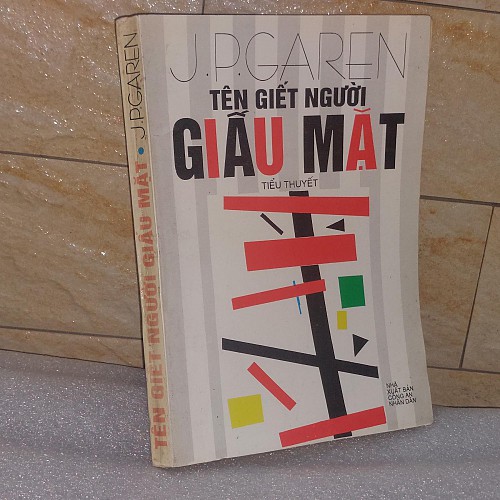 J.P.GAREN
TÊN GIẾT NGƯỜI
GIẤU MẶT
TIỂU THUYẾT
NHÀ
XUẤT BẢN
CÔNG AN
NHÂN DÂN
TÊN GIẾT NGƯỜI GIẤU MẶT • J.P.GAREN